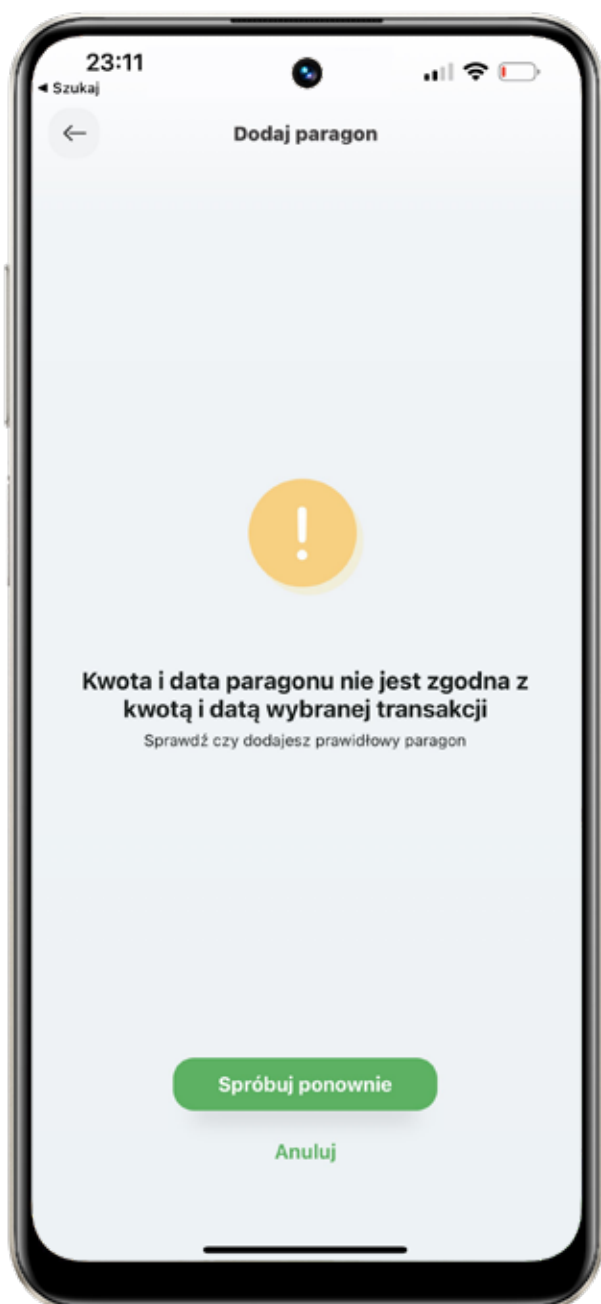 23:11
◀ Szukaj
Dodaj paragon
Kwota i data paragonu nie jest zgodna z
kwotą i datą wybranej transakcji
Sprawdź czy dodajesz prawidłowy paragon
Spróbuj ponownie
Anuluj